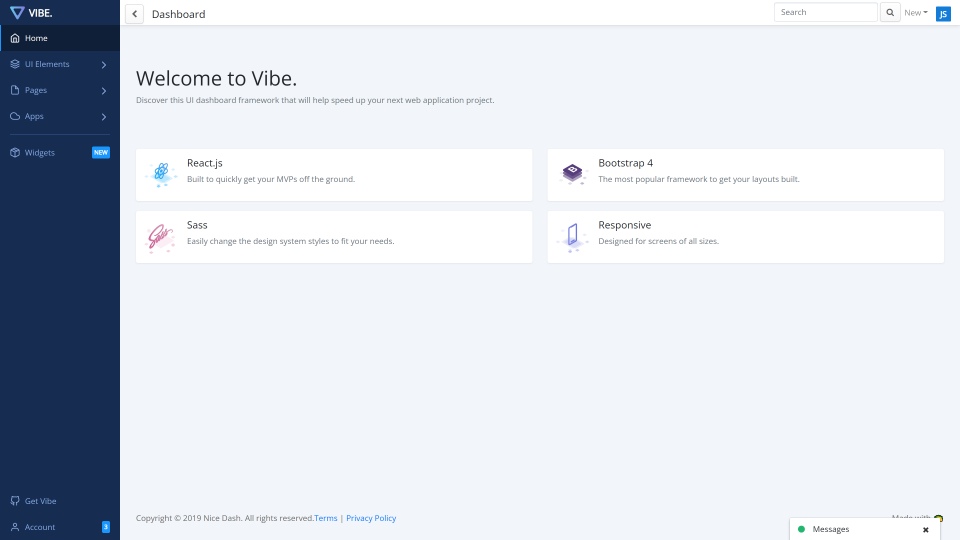 VIBE.
Dashboard
Search
New
JS
Home
UI Elements
Pages
Apps
Widgets
NEW
Welcome to Vibe.
Discover this UI dashboard framework that will help speed up your next web application project.
React.js
Built to quickly get your MVPs off the ground.
Bootstrap 4
The most popular framework to get your layouts built.
Sass
Easily change the design system styles to fit your needs.
Responsive
Designed for screens of all sizes.
Get Vibe
Account
3
Copyright © 2019 Nice Dash. All rights reserved.Terms | Privacy Policy
Made with
Messages